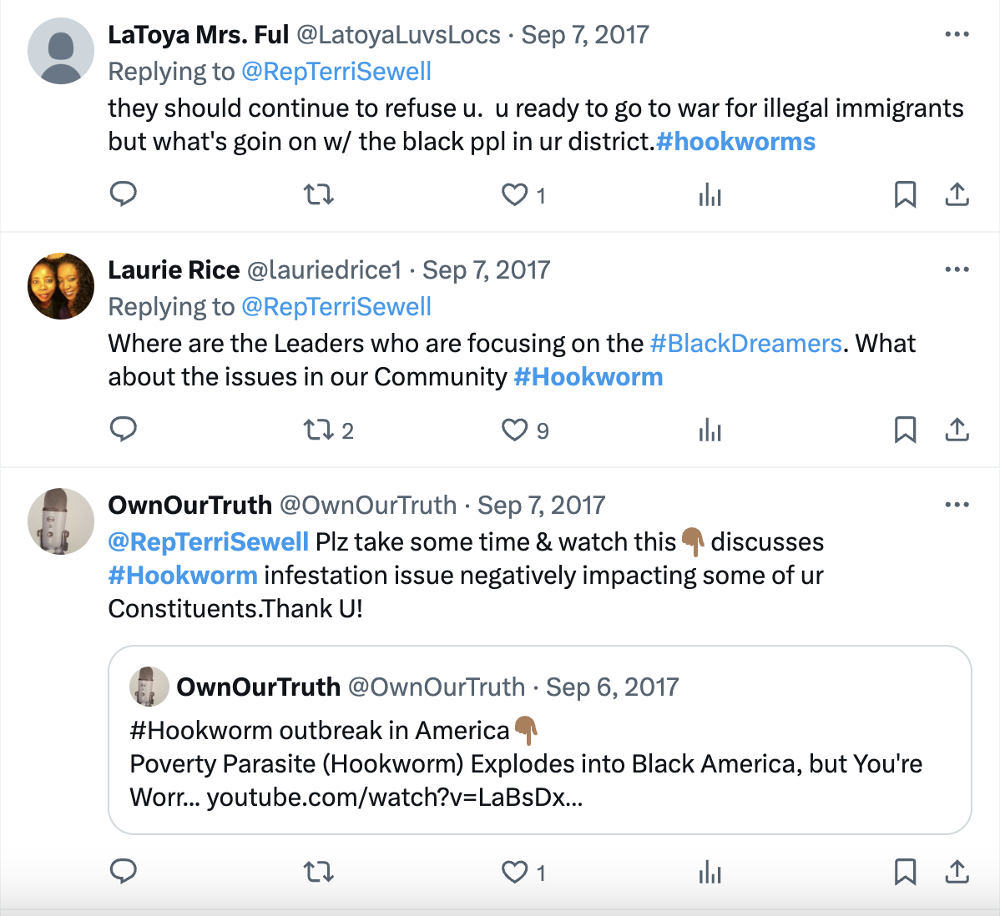 LaToya Mrs. Ful @LatoyaLuvsLocs · Sep 7, 2017
Replying to @RepTerriSewell
they should continue to refuse u.  u ready to go to war for illegal immigrants
but what's goin on w/ the black ppl in ur district.#hookworms
1
Laurie Rice @lauriedrice1 · Sep 7, 2017
Replying to @RepTerriSewell
Where are the Leaders who are focusing on the #BlackDreamers. What
about the issues in our Community #Hookworm
2 9
OwnOurTruth @OwnOurTruth · Sep 7, 2017
@RepTerriSewell Plz take some time & watch this👇🏾 discusses
#Hookworm infestation issue negatively impacting some of ur
Constituents.Thank U!
OwnOurTruth @OwnOurTruth · Sep 6, 2017
#Hookworm outbreak in America👇🏾
Poverty Parasite (Hookworm) Explodes into Black America, but You're
Worr... youtube.com/watch?v=LaBsDx...
1